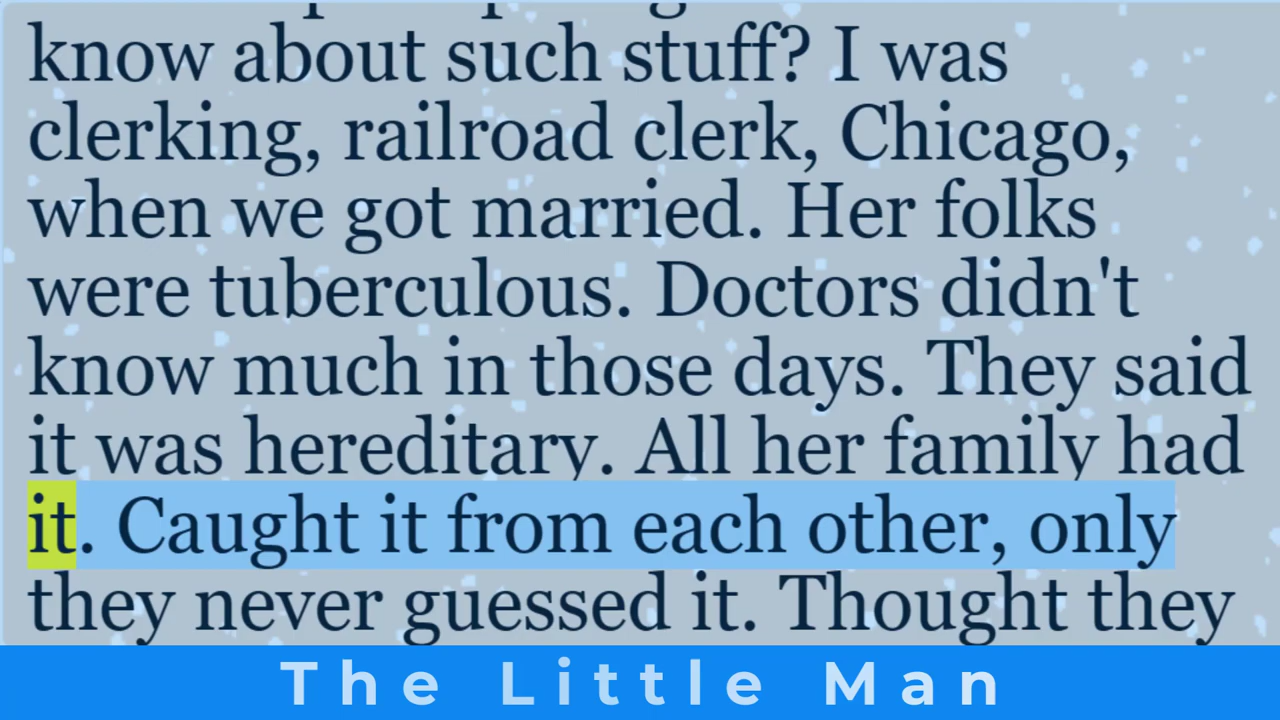 know about such stuff? I was
clerking, railroad clerk, Chicago,
when we got married. Her folks
were tuberculous. Doctors didn't
know much in those days. They said
it was hereditary. All her family had
it. Caught it from each other, only
they never guessed it. Thought they
The Little Man